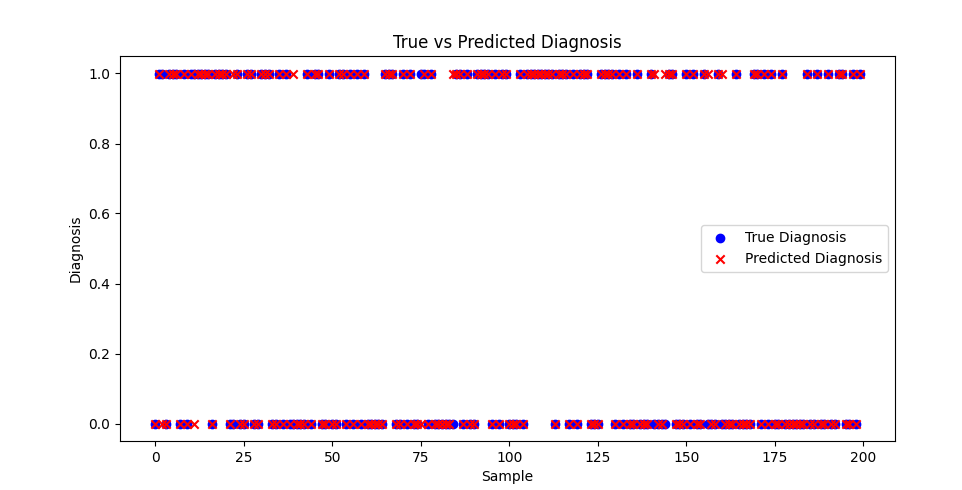 True vs Predicted Diagnosis
1.0
0.8
0.6
0.4
0.2
0.0
Diagnosis
True Diagnosis
Predicted Diagnosis
0 25 50 75 100 125 150 175 200
Sample